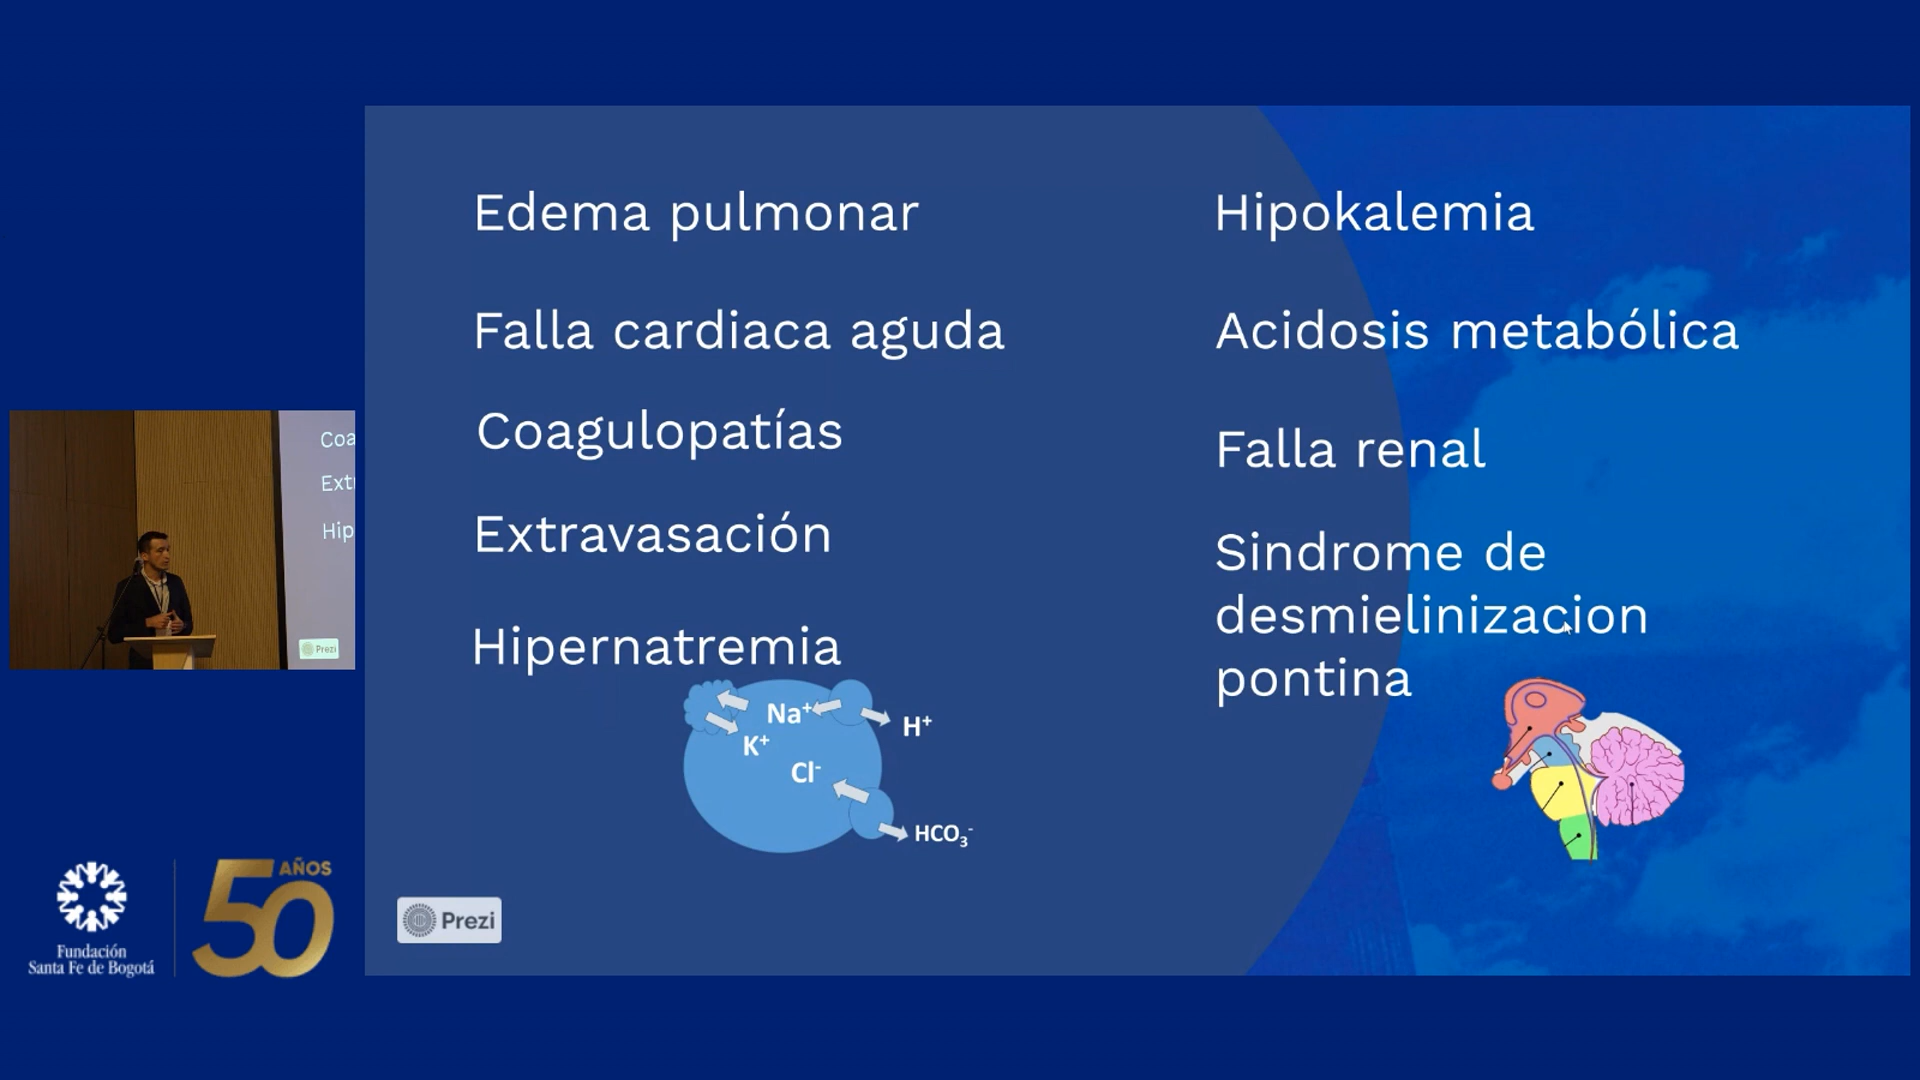 Edema pulmonar
Falla cardiaca aguda
Coagulopatías
Extravasación
Hipernatremia
Na+
H+
K+
Cl-
HCO3-
Hipokalemia
Acidosis metabólica
Falla renal
Sindrome de
desmielinizacion
pontina
Prezi
Coa
Ext
Hip
Prezi
Fundación
Santa Fe de Bogotá
50
AÑOS